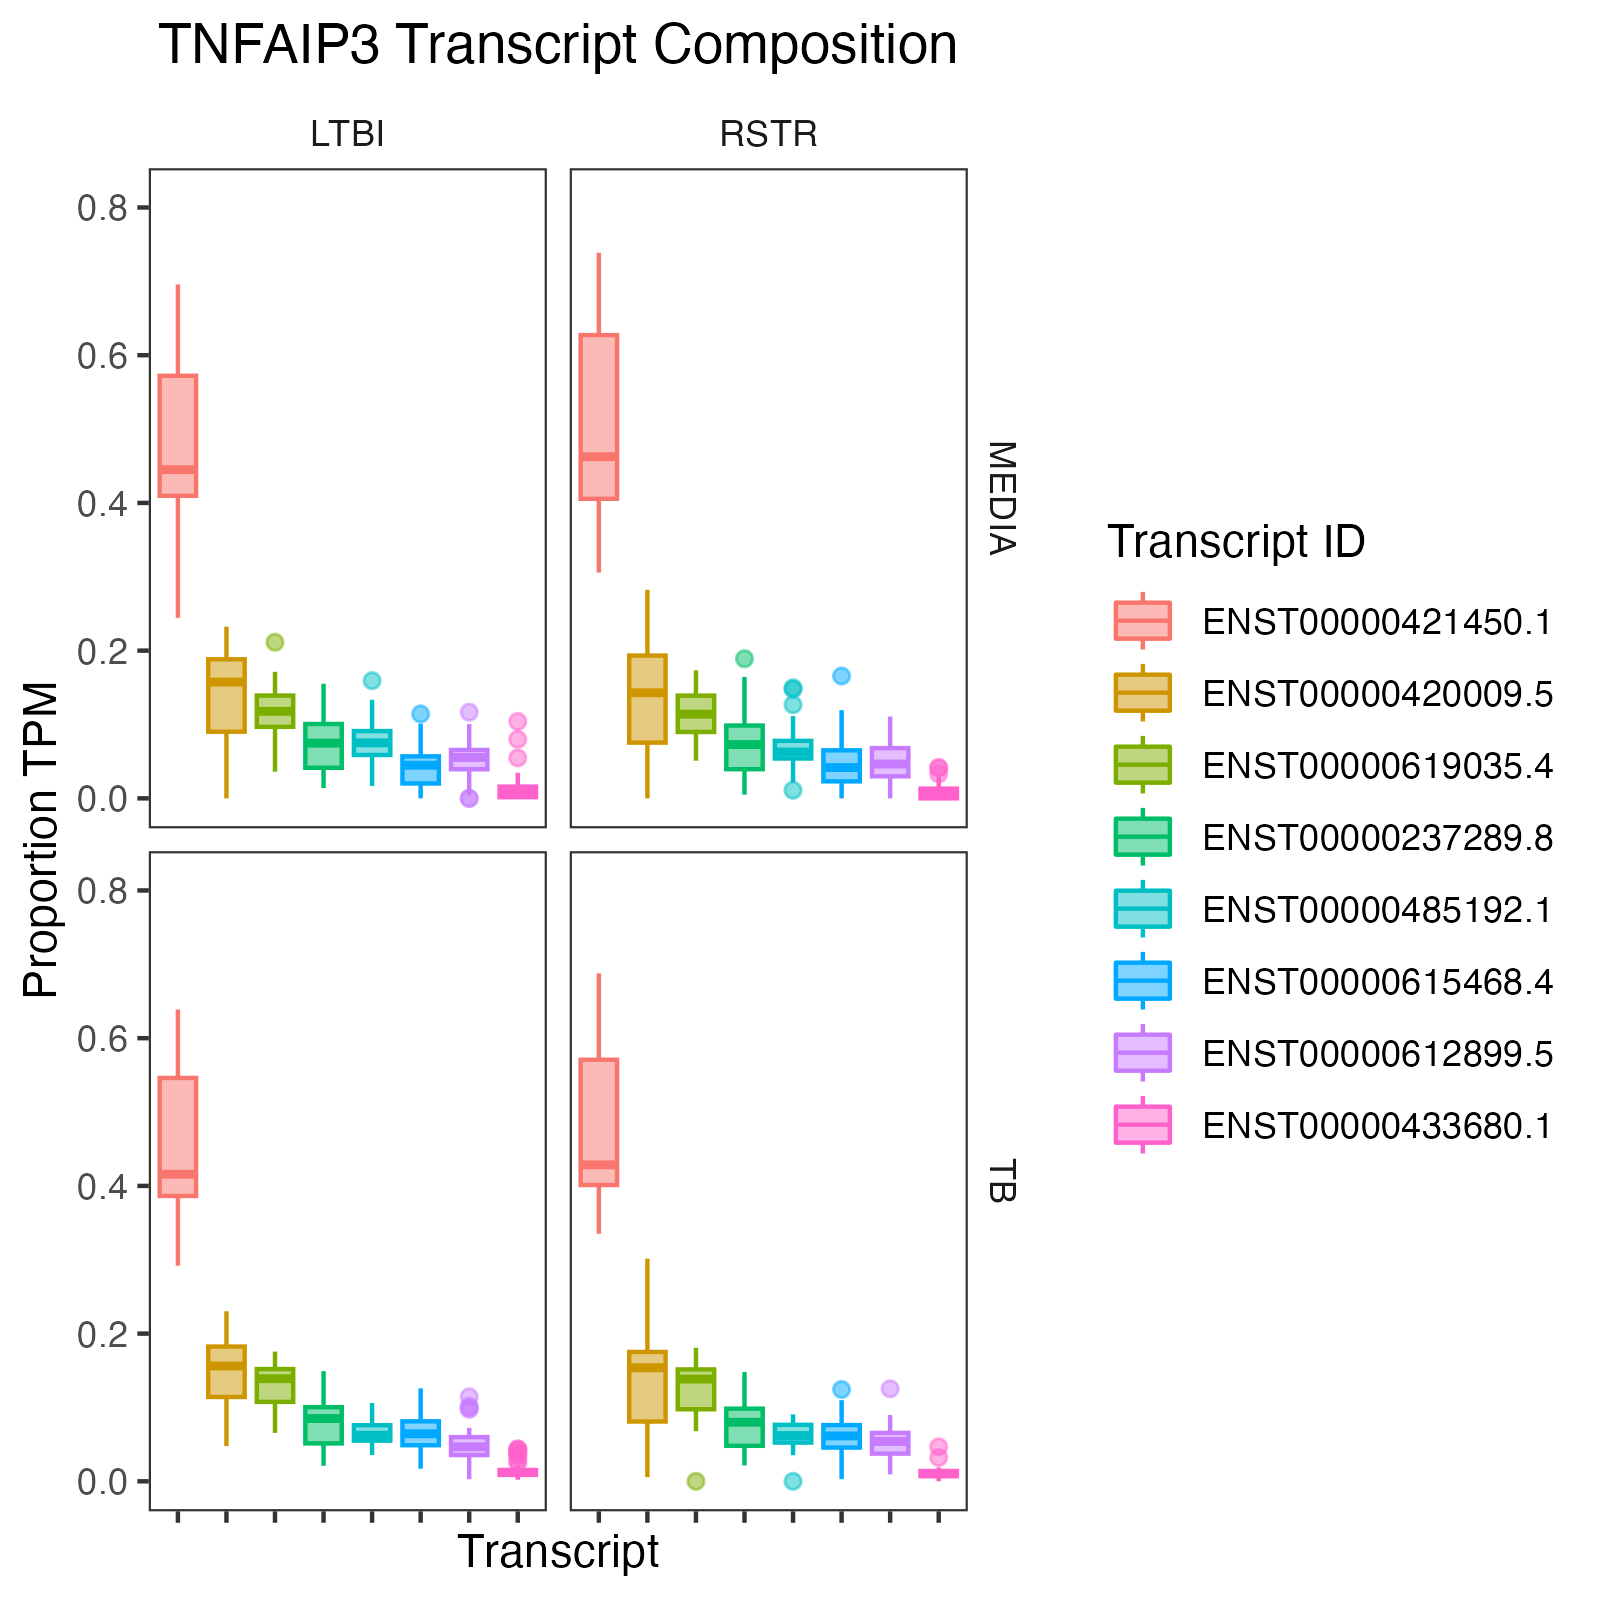 TNFAIP3 Transcript Composition
LTBI
RSTR
0.8
0.6
0.4
0.2
0.0
MEDIA
0.8
0.6
0.4
0.2
0.0
TB
Proportion TPM
Transcript
Transcript ID
ENST00000421450.1
ENST00000420009.5
ENST00000619035.4
ENST00000237289.8
ENST00000485192.1
ENST00000615468.4
ENST00000612899.5
ENST00000433680.1